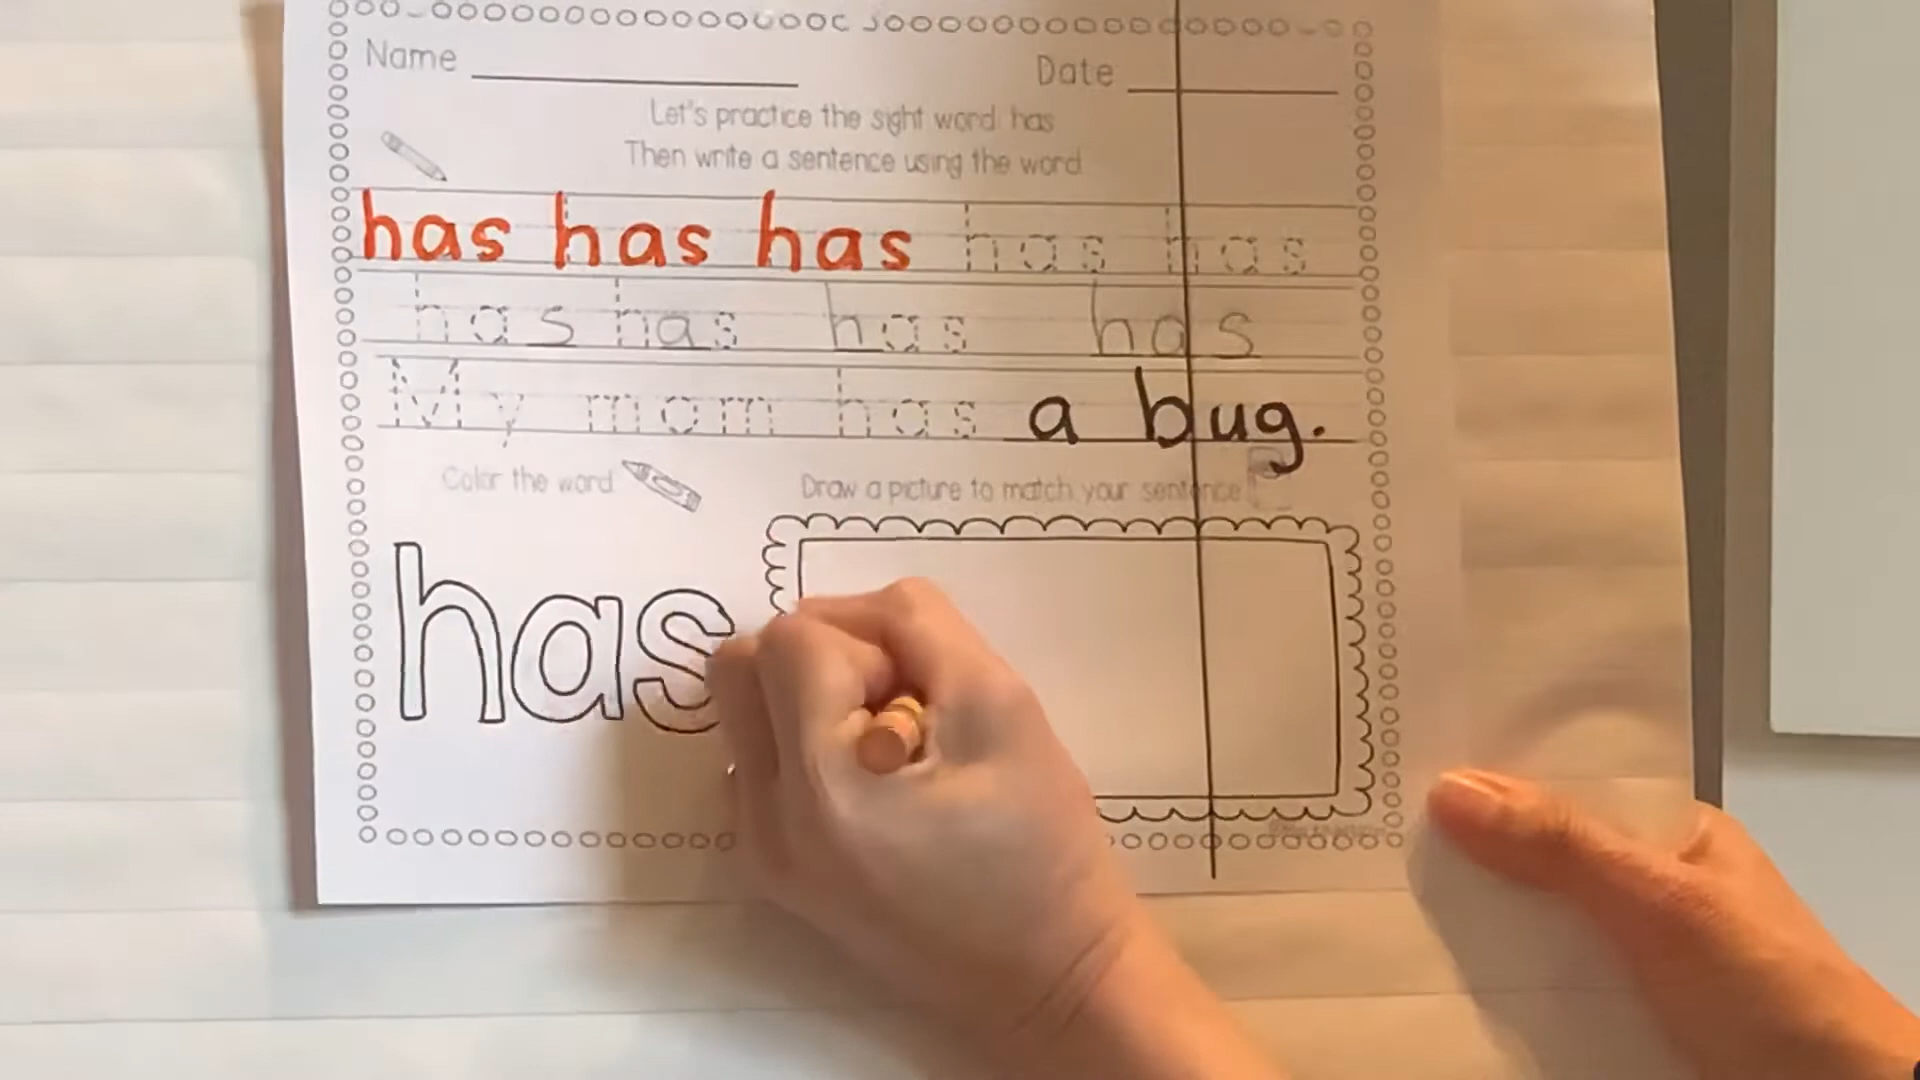 Name Date
Let's practice the sight word has
Then write a sentence using the word
has has has has has
has has has has
My mom has a bug.
Color the word Draw a picture to match your sentence
has